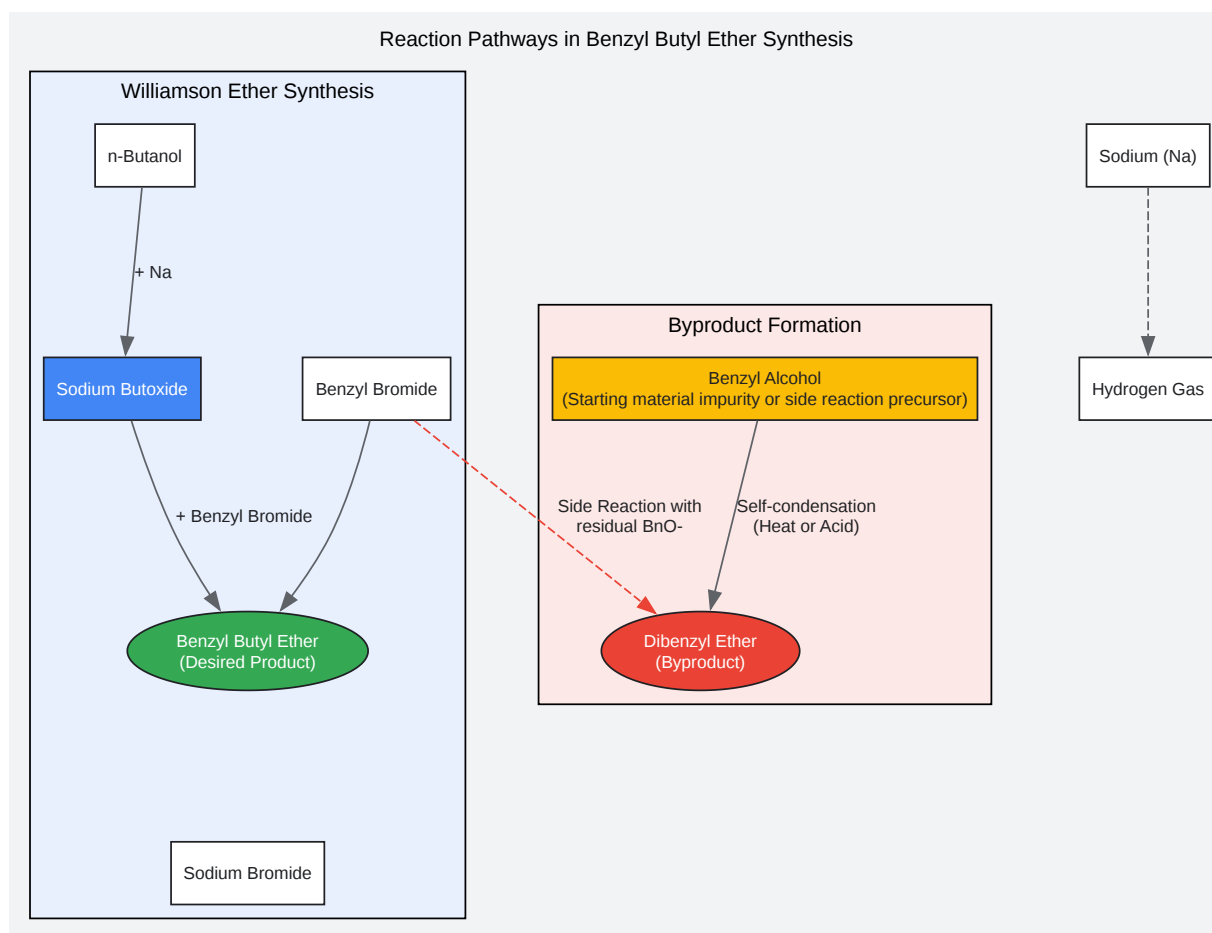 Reaction Pathways in Benzyl Butyl Ether Synthesis
Williamson Ether Synthesis
n-Butanol
+ Na
Sodium Butoxide
Benzyl Bromide
+ Benzyl Bromide
Benzyl Butyl Ether
(Desired Product)
Sodium Bromide
Byproduct Formation
Benzyl Alcohol
(Starting material impurity or side reaction precursor)
Side Reaction with
residual BnO-
Self-condensation
(Heat or Acid)
Dibenzyl Ether
(Byproduct)
Sodium (Na)
Hydrogen Gas